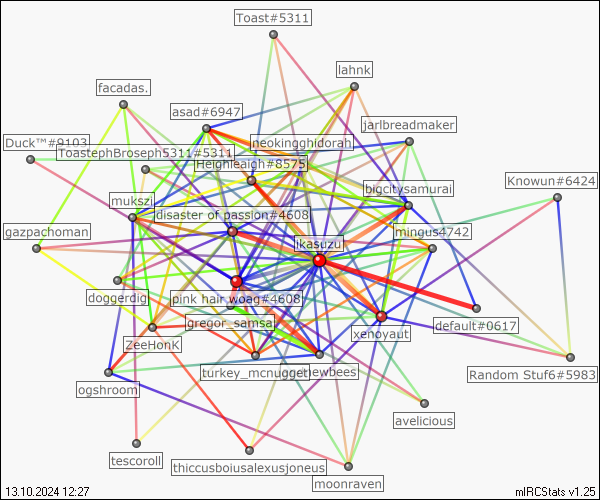 Toast#5311
lahnk
facadas.
asad#6947
jarlbreadmaker
Duck™#9103
neokingghidorah
ToastephBroseph5311#5311
Heighleaigh#8575
Knowun#6424
bigcitysamurai
mukszi
disaster of passion#4608
gazpachoman
mingus4742
ikasuzu
doggerdig
pink hair woag#4608
gregor_samsa
default#0617
xenoyaut
ZeeHonK
turkey_mcnugget
Random Stuf6#5983
ogshroom
avelicious
tescoroll
thiccusboiusalexusjoneus
moonraven
13.10.2024 12:27
mIRCStats v1.25